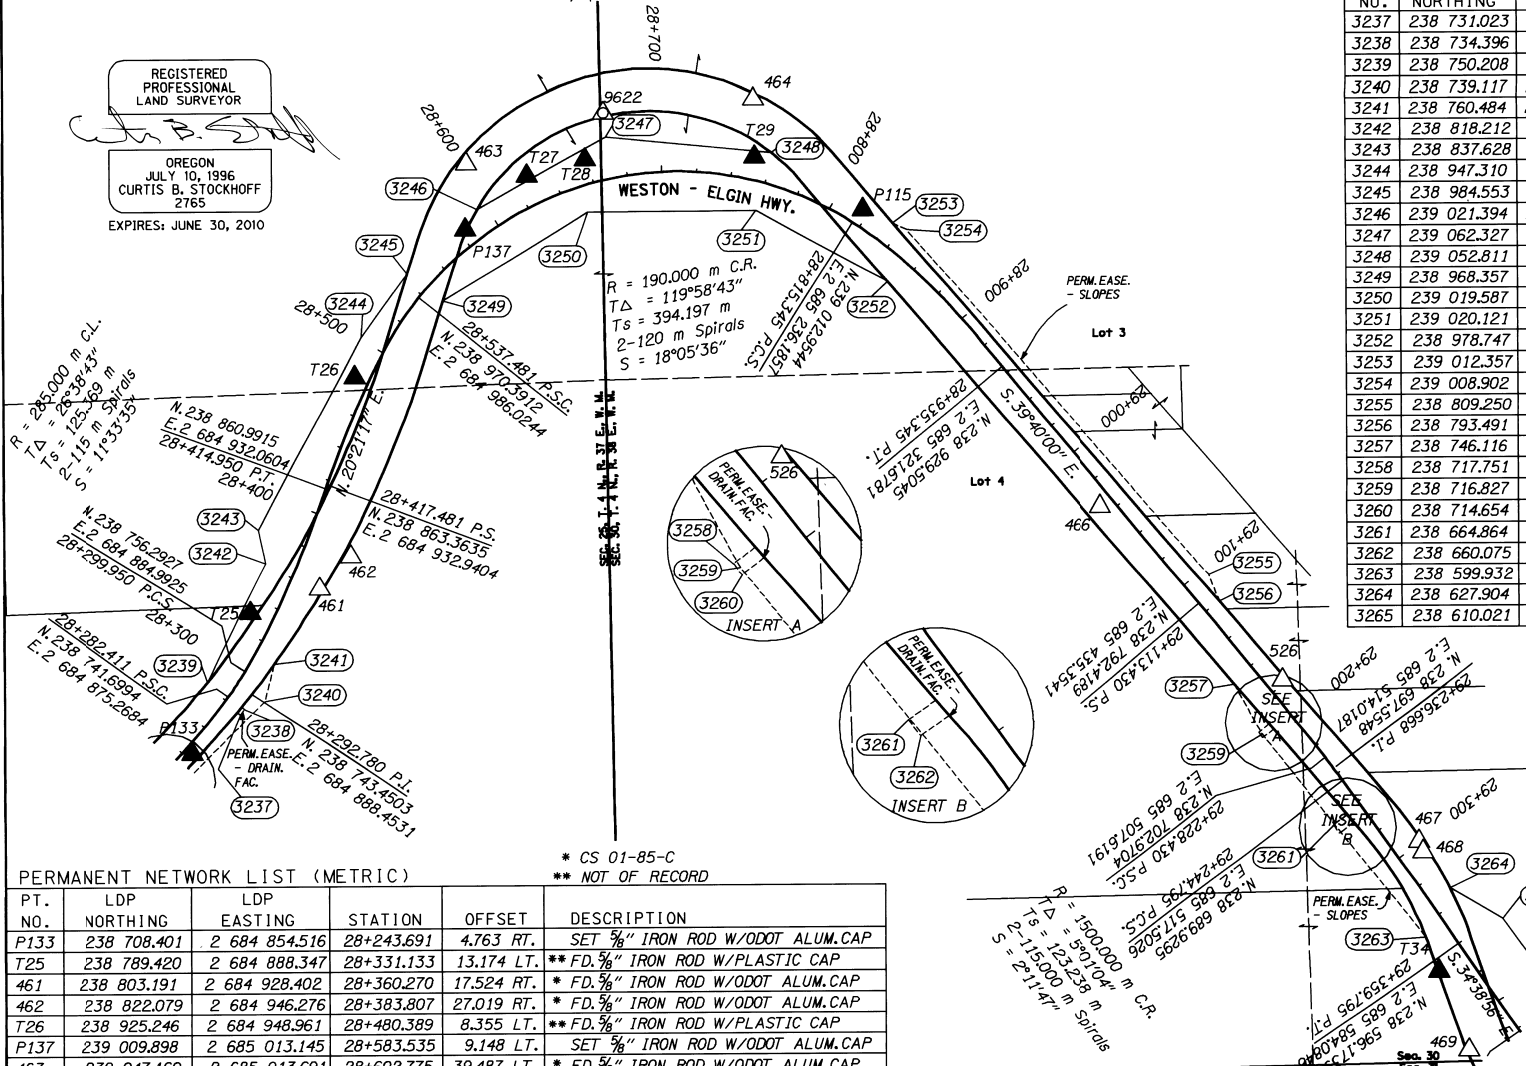 REGISTERED
PROFESSIONAL
LAND SURVEYOR
OREGON
JULY 10, 1996
CURTIS B. STOCKHOFF
2765
EXPIRES: JUNE 30, 2010
28+700
464
9622
3247
T29
3248
28+800
28+600
463
T27
T28
3246
WESTON - ELGIN HWY.
P115
3253
3254
3245
P137
3250
3251
3252
28+900
PERM. EASE.
- SLOPES
Lot 3
3244
28+500
3249
R = 190.000 m C.R.
T△ = 119°58'43"
Ts = 394.197 m
2-120 m Spirals
S = 18°05'36"
N. 239 012.9544
E. 2 685 236.1857
28+815.345 P.C.S.
28+537.481 P.S.C.
N. 238 970.3912
E. 2 684 986.0244
T26
R = 285.000 m C.L.
T△ = 26°38'43"
Ts = 125.369 m
2-115 m Spirals
S = 11°33'35"
N. 238 860.9915
E. 2 684 932.0604
28+414.950 P.T.
28+400
N. 20°21'17" E.
SEC. 25, T. 4 N., R. 37 E., W. M.
SEC. 30, T. 4 N., R. 38 E., W. M.
28+935.345 P.T.
N. 238 929.5045
E. 2 685 321.6781
S. 39°40'00" E.
29+000
Lot 4
3243
3242
28+417.481 P.S.
N. 238 863.3635
E. 2 684 932.9404
N. 238 756.2927
E. 2 684 884.9925
28+299.950 P.C.S.
28+300
462
461
T25
526
PERM. EASE.-
DRAIN. FAC.
3258
3259
3260
INSERT A
466
29+100
3255
3256
28+282.411 P.S.C.
N. 238 741.6994
E. 2 684 875.2684
3239
3241
3240
P133
3238
PERM. EASE.
- DRAIN.
FAC.
3237
28+292.780 P.I.
N. 238 743.4503
E. 2 684 888.4531
PERM. EASE.-
DRAIN. FAC.
3261
3262
INSERT B
29+113.430 P.S.
N. 238 792.4189
E. 2 685 435.3541
526
29+200
3257
SEE
INSERT
A
29+236.668 P.I.
N. 238 697.5548
E. 2 685 514.0187
3259
29+228.430 P.S.C.
N. 238 702.9704
E. 2 685 507.6191
SEE
INSERT
B
29+300
467
468
3261
3264
29+244.795 P.C.S.
N. 238 689.9295
E. 2 685 517.5026
PERM. EASE.
- SLOPES
3263
T34
R = 1500.000 m C.R.
T△ = 5°01'04"
Ts = 123.238 m
2-115.000 m Spirals
S = 2°11'47"
29+359.795 P.T.
S. 34°38'56" E.
469
Sec. 30
NO. NORTHING
3237 238 731.023
3238 238 734.396
3239 238 750.208
3240 238 739.117
3241 238 760.484
3242 238 818.212
3243 238 837.628
3244 238 947.310
3245 238 984.553
3246 239 021.394
3247 239 062.327
3248 239 052.811
3249 238 968.357
3250 239 019.587
3251 239 020.121
3252 238 978.747
3253 239 012.357
3254 239 008.902
3255 238 809.250
3256 238 793.491
3257 238 746.116
3258 238 717.751
3259 238 716.827
3260 238 714.654
3261 238 664.864
3262 238 660.075
3263 238 599.932
3264 238 627.904
3265 238 610.021
* CS 01-85-C
** NOT OF RECORD
PERMANENT NETWORK LIST (METRIC)
PT. NO. LDP NORTHING LDP EASTING STATION OFFSET DESCRIPTION
P133 238 708.401 2 684 854.516 28+243.691 4.763 RT. SET 5/8" IRON ROD W/ODOT ALUM.CAP
T25 238 789.420 2 684 888.347 28+331.133 13.174 LT. ** FD. 5/8" IRON ROD W/PLASTIC CAP
461 238 803.191 2 684 928.402 28+360.270 17.524 RT. * FD. 5/8" IRON ROD W/ODOT ALUM.CAP
462 238 822.079 2 684 946.276 28+383.807 27.019 RT. * FD. 5/8" IRON ROD W/ODOT ALUM.CAP
T26 238 925.246 2 684 948.961 28+480.389 8.355 LT. ** FD. 5/8" IRON ROD W/PLASTIC CAP
P137 239 009.898 2 685 013.145 28+583.535 9.148 LT. SET 5/8" IRON ROD W/ODOT ALUM.CAP